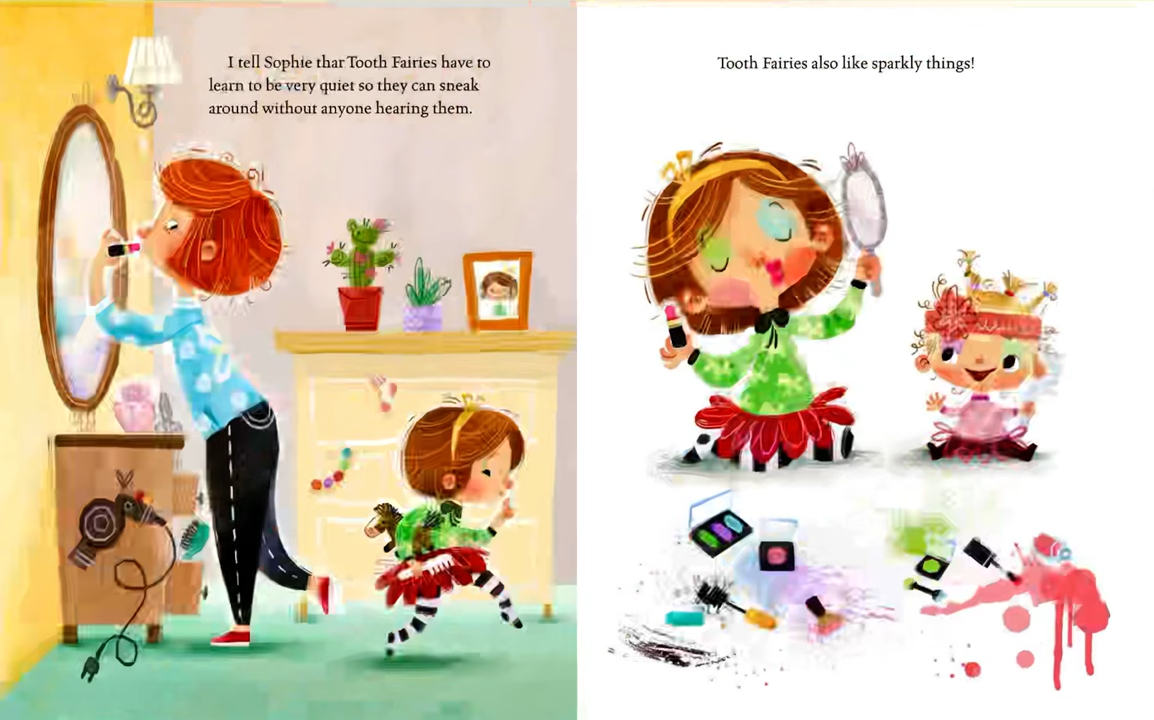 I tell Sophie thar Tooth Fairies have to
learn to be very quiet so they can sneak
around without anyone hearing them.
Tooth Fairies also like sparkly things!